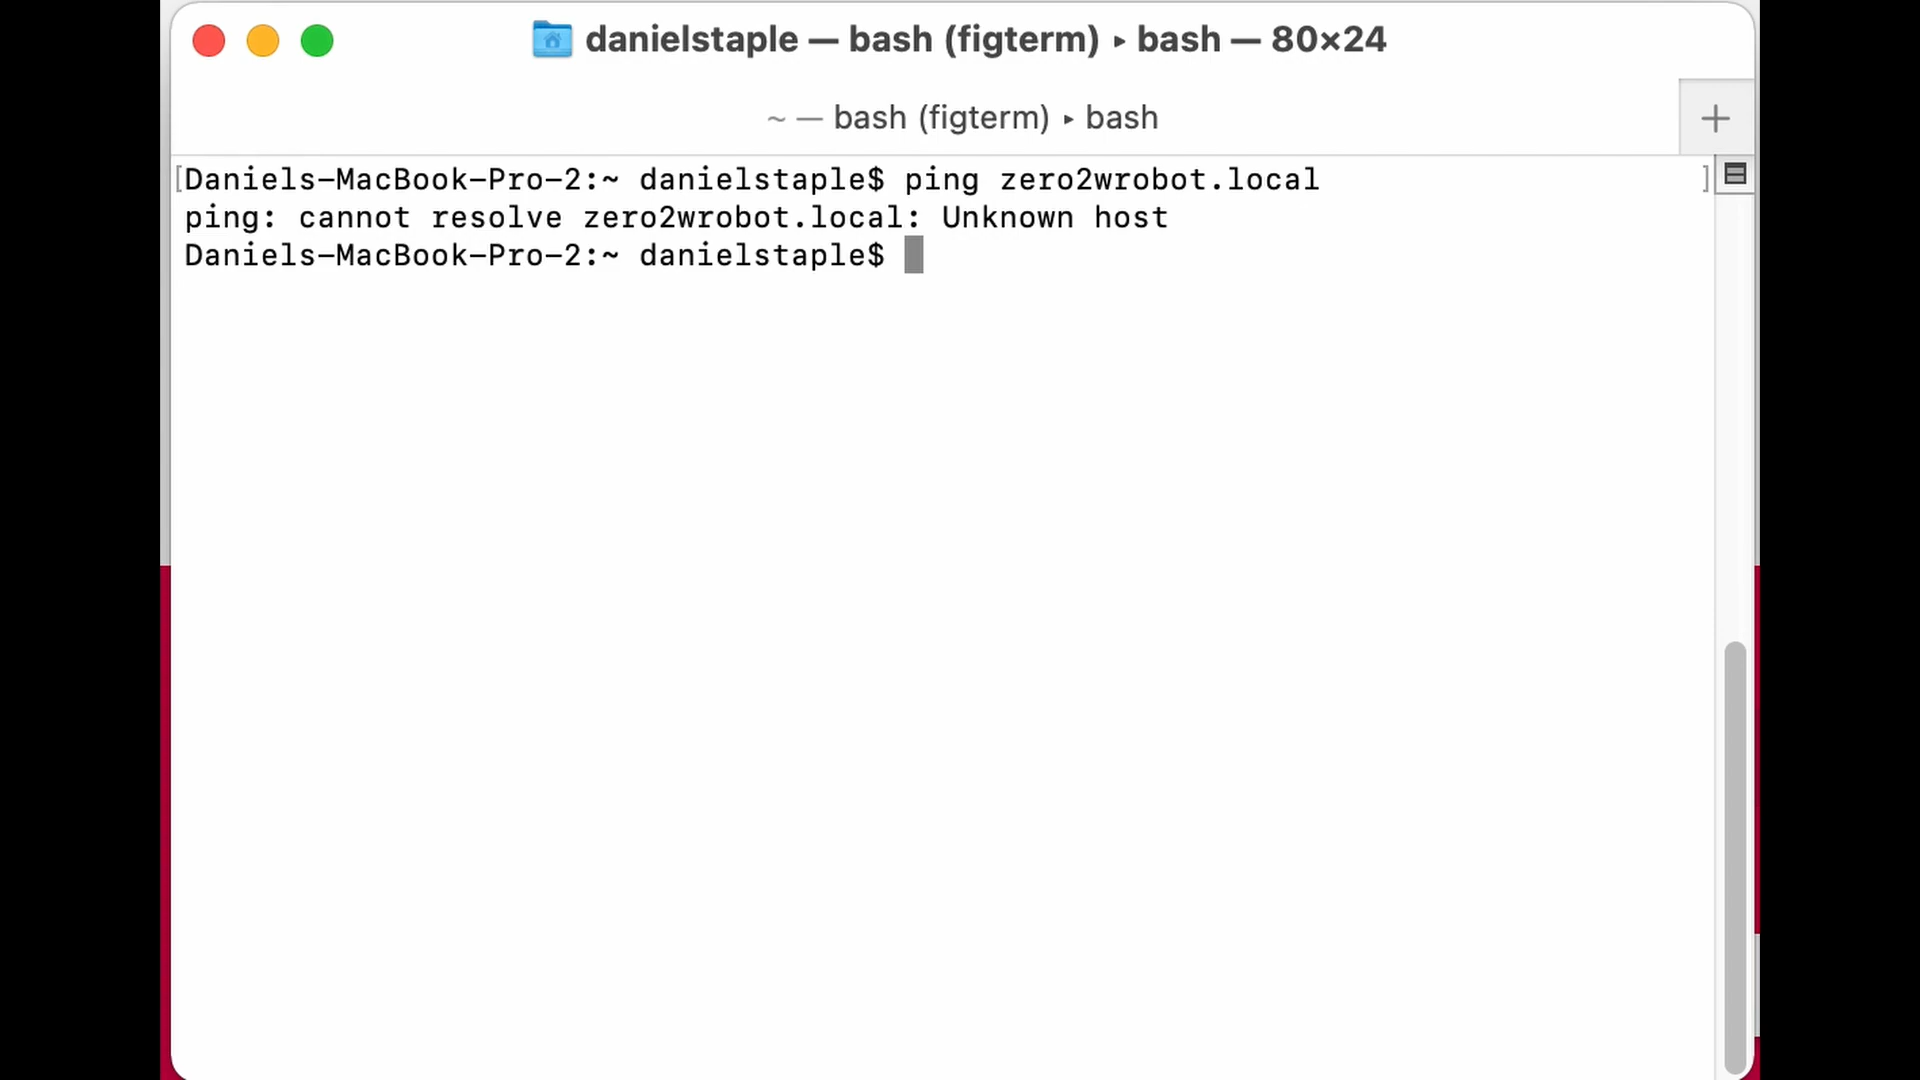 danielstaple — bash (figterm) ▸ bash — 80×24
~ — bash (figterm) ▸ bash
[Daniels-MacBook-Pro-2:~ danielstaple$ ping zero2wrobot.local ]
ping: cannot resolve zero2wrobot.local: Unknown host
Daniels-MacBook-Pro-2:~ danielstaple$